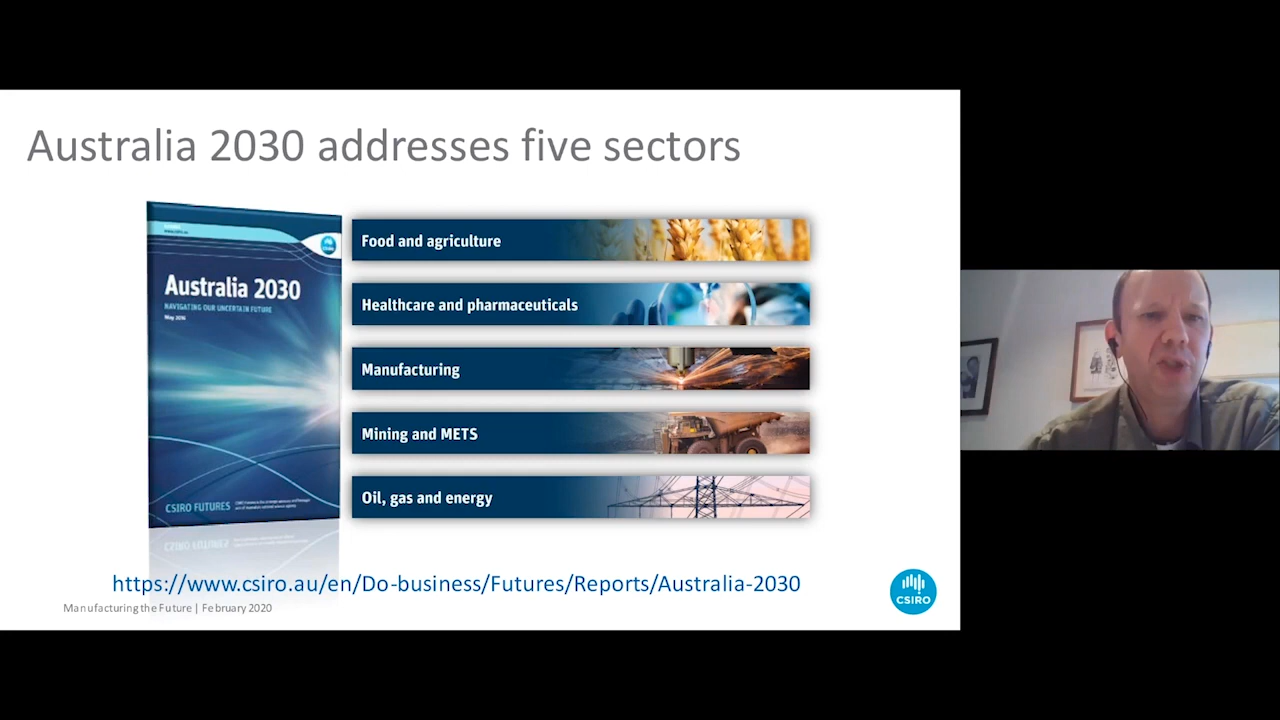 Australia 2030 addresses five sectors
Australia 2030
NAVIGATING OUR UNCERTAIN FUTURE
May 2016
CSIRO FUTURES
Food and agriculture
Healthcare and pharmaceuticals
Manufacturing
Mining and METS
Oil, gas and energy
https://www.csiro.au/en/Do-business/Futures/Reports/Australia-2030
Manufacturing the Future | February 2020
CSIRO